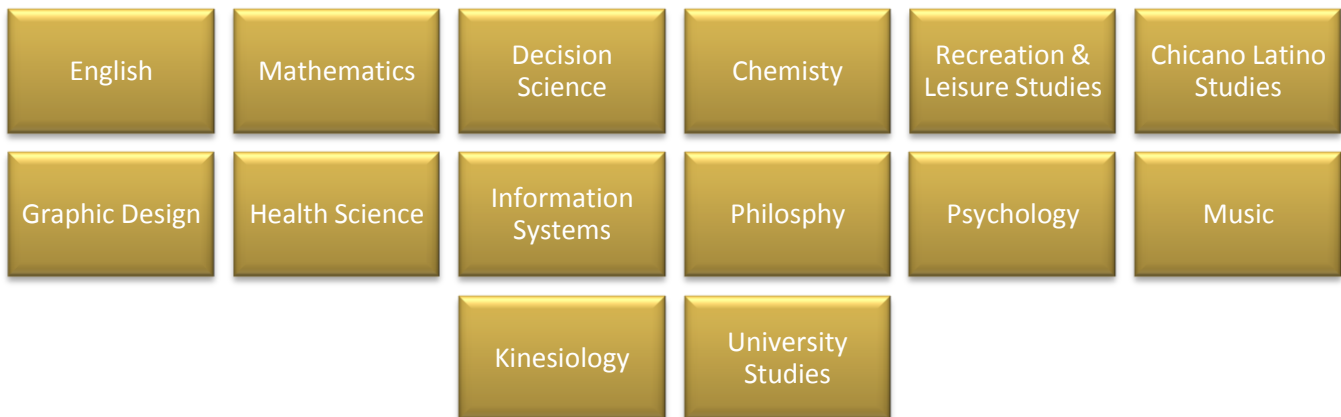 English
Mathematics
Decision
Science
Chemisty
Recreation &
Leisure Studies
Chicano Latino
Studies
Graphic Design
Health Science
Information
Systems
Philosphy
Psychology
Music
Kinesiology
University
Studies